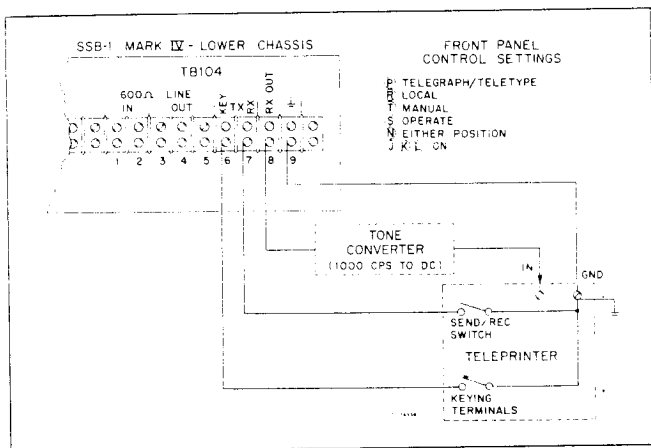 SSB-1 MARK IV - LOWER CHASSIS
TB104
600Ω LINE
IN OUT
KEY
TX
RX
RX OUT
1 2 3 4 5 6 7 8 9
FRONT PANEL
CONTROL SETTINGS
P TELEGRAPH/TELETYPE
R LOCAL
T MANUAL
S OPERATE
N EITHER POSITION
J K L ON
TONE
CONVERTER
(1000 CPS TO DC)
IN
GND
SEND/REC
SWITCH
TELEPRINTER
KEYING
TERMINALS